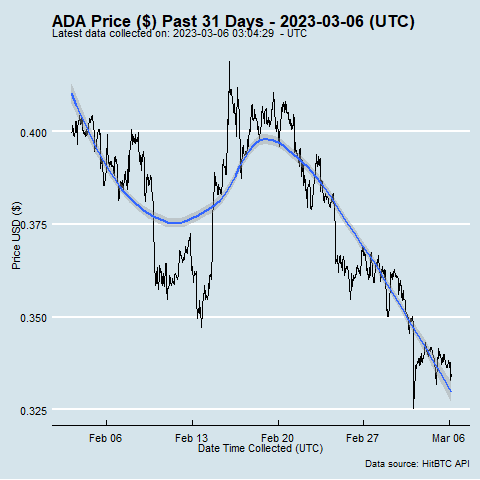 ADA Price ($) Past 31 Days - 2023-03-06 (UTC)
Latest data collected on: 2023-03-06 03:04:29 - UTC
Price USD ($)
0.400
0.375
0.350
0.325
Feb 06 Feb 13 Feb 20 Feb 27 Mar 06
Date Time Collected (UTC)
Data source: HitBTC API